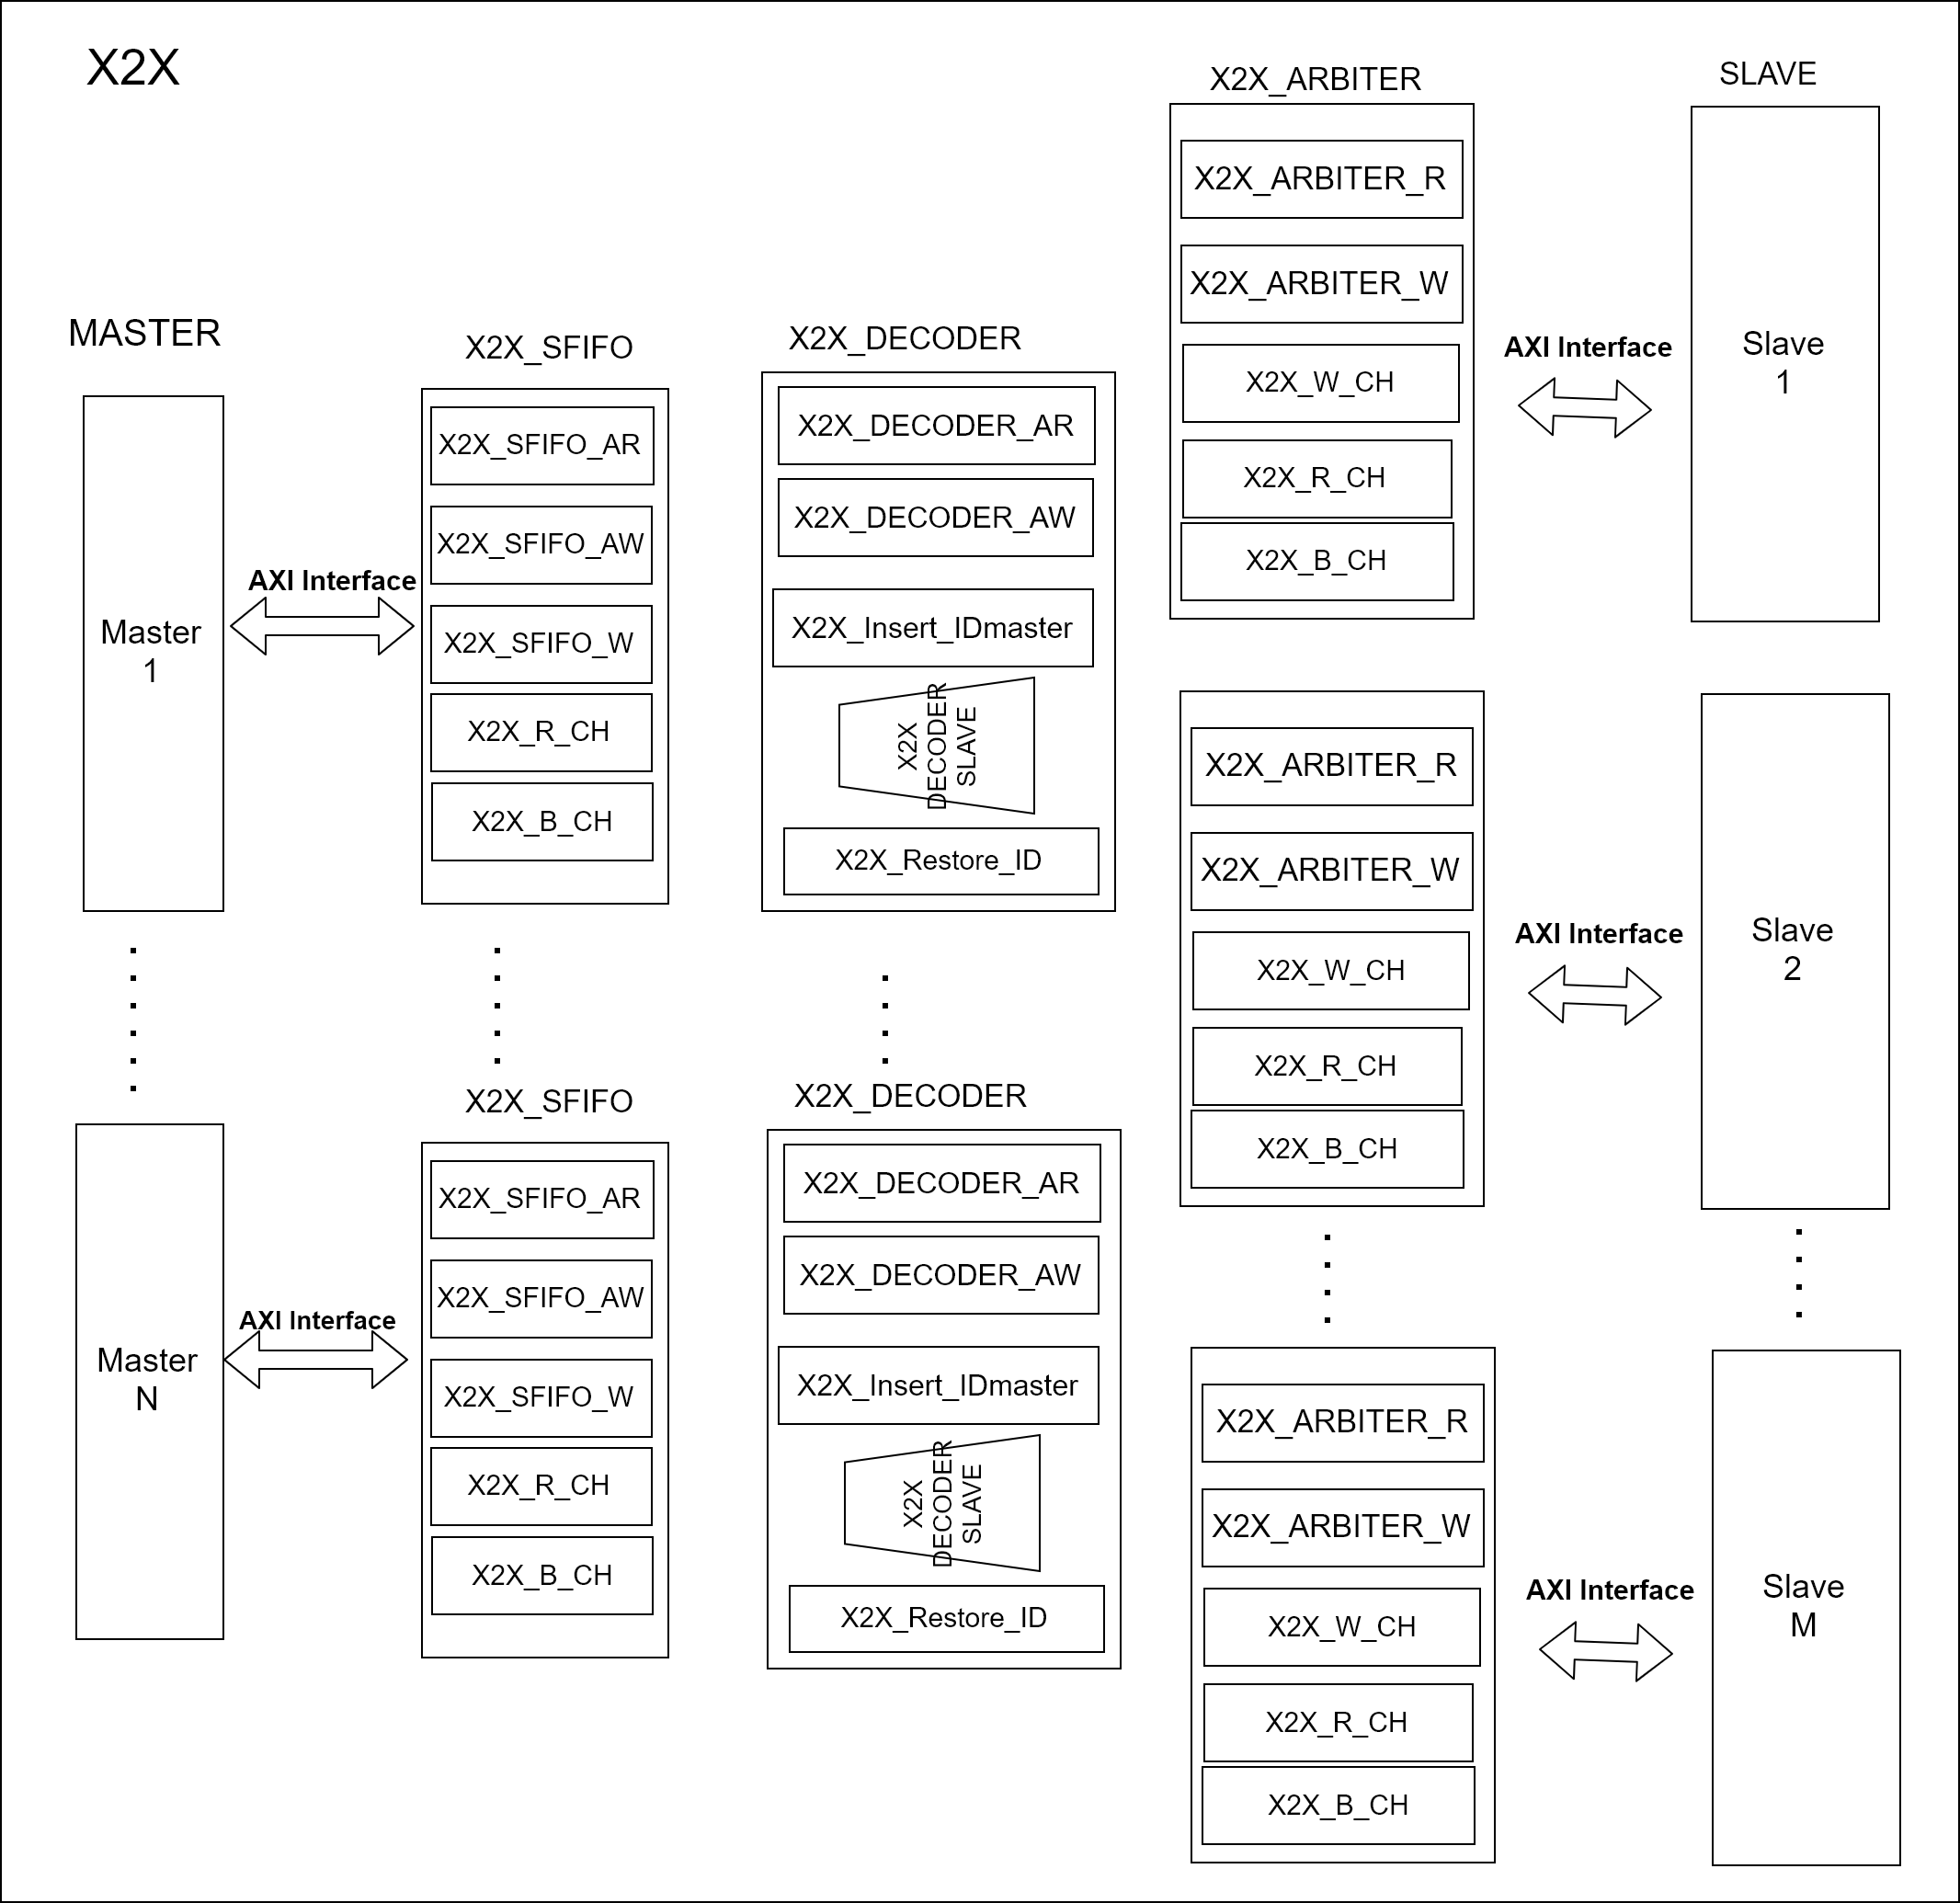 X2X
MASTER
Master
1
AXI Interface
X2X_SFIFO
X2X_SFIFO_AR
X2X_SFIFO_AW
X2X_SFIFO_W
X2X_R_CH
X2X_B_CH
X2X_DECODER
X2X_DECODER_AR
X2X_DECODER_AW
X2X_Insert_IDmaster
X2X
DECODER
SLAVE
X2X_Restore_ID
X2X_ARBITER
X2X_ARBITER_R
X2X_ARBITER_W
X2X_W_CH
X2X_R_CH
X2X_B_CH
AXI Interface
SLAVE
Slave
1
X2X_ARBITER_R
X2X_ARBITER_W
X2X_W_CH
X2X_R_CH
X2X_B_CH
AXI Interface
Slave
2
Master
N
AXI Interface
X2X_SFIFO
X2X_SFIFO_AR
X2X_SFIFO_AW
X2X_SFIFO_W
X2X_R_CH
X2X_B_CH
X2X_DECODER
X2X_DECODER_AR
X2X_DECODER_AW
X2X_Insert_IDmaster
X2X
DECODER
SLAVE
X2X_Restore_ID
X2X_ARBITER_R
X2X_ARBITER_W
X2X_W_CH
X2X_R_CH
X2X_B_CH
AXI Interface
Slave
M